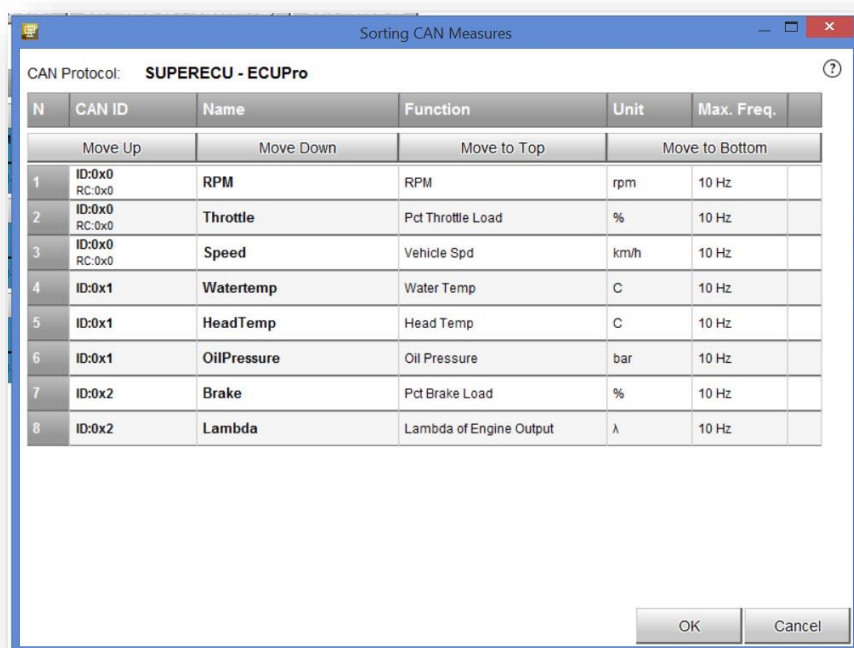 Sorting CAN Measures
CAN Protocol: SUPERECU - ECUPro
N CAN ID Name Function Unit Max. Freq.
Move Up Move Down Move to Top Move to Bottom
1 ID:0x0 RC:0x0 RPM RPM rpm 10 Hz
2 ID:0x0 RC:0x0 Throttle Pct Throttle Load % 10 Hz
3 ID:0x0 RC:0x0 Speed Vehicle Spd km/h 10 Hz
4 ID:0x1 Watertemp Water Temp C 10 Hz
5 ID:0x1 HeadTemp Head Temp C 10 Hz
6 ID:0x1 OilPressure Oil Pressure bar 10 Hz
7 ID:0x2 Brake Pct Brake Load % 10 Hz
8 ID:0x2 Lambda Lambda of Engine Output λ 10 Hz
OK Cancel